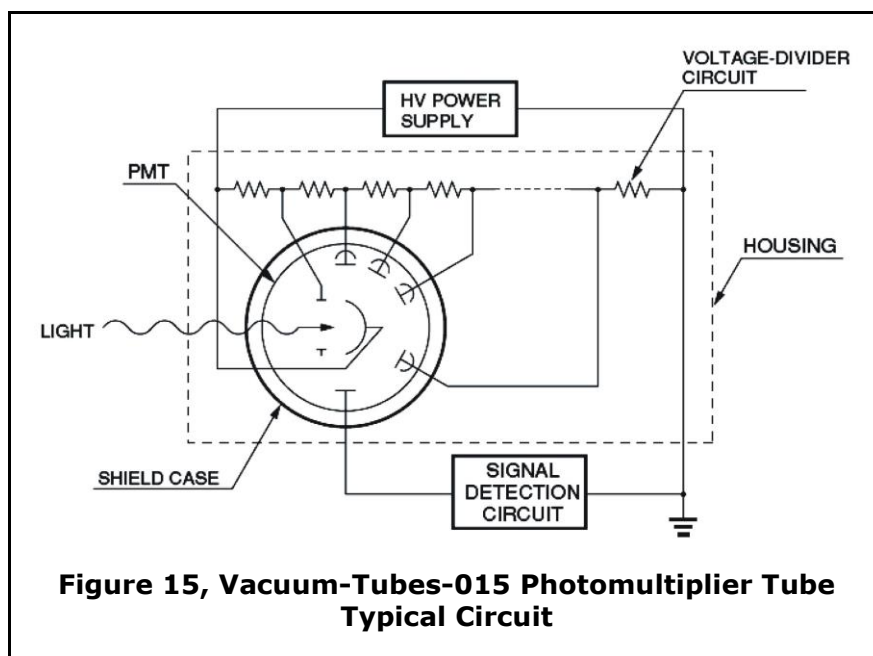 VOLTAGE-DIVIDER
CIRCUIT
HV POWER
SUPPLY
PMT
HOUSING
LIGHT
SHIELD CASE
SIGNAL
DETECTION
CIRCUIT
Figure 15, Vacuum-Tubes-015 Photomultiplier Tube
Typical Circuit